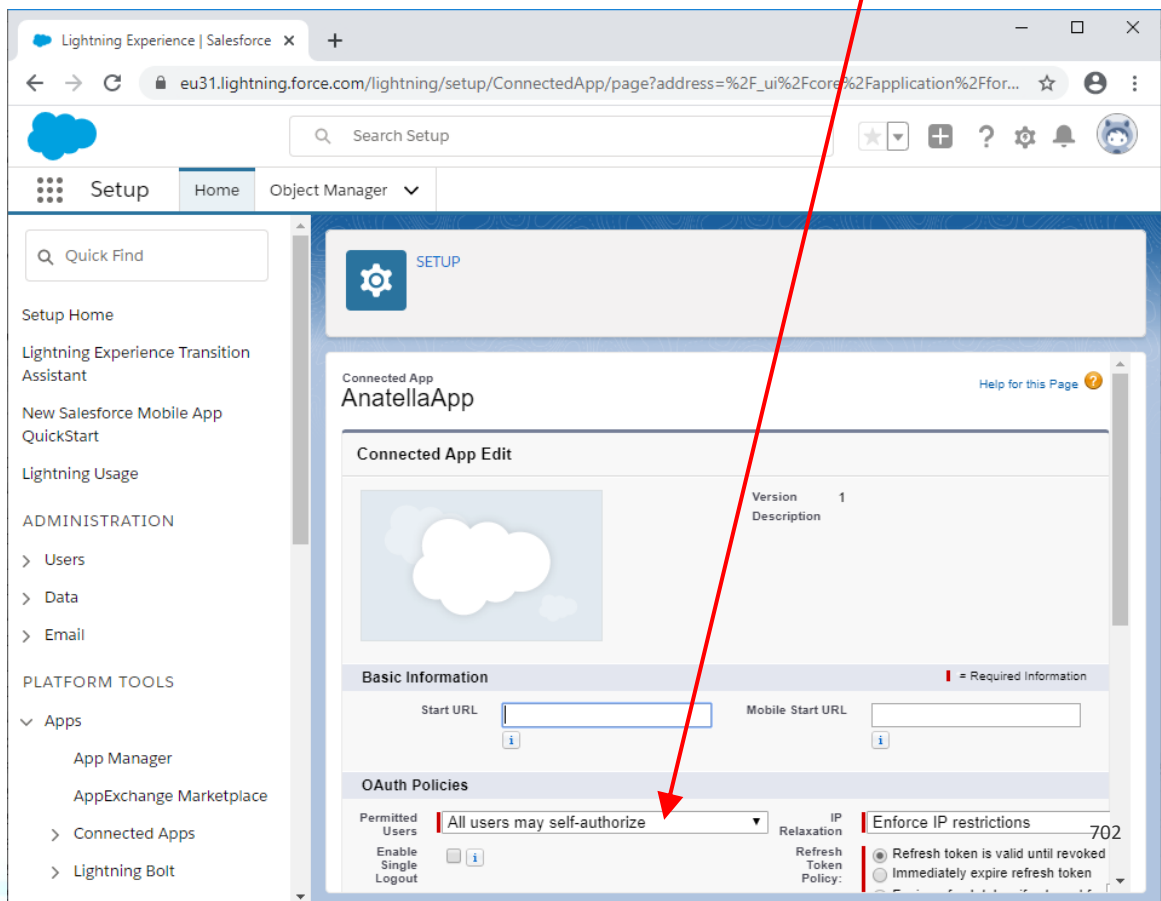 Lightning Experience | Salesforce
eu31.lightning.force.com/lightning/setup/ConnectedApp/page?address=%2F_ui%2Fcore%2Fapplication%2Ffor...
Search Setup
Setup
Home
Object Manager
Quick Find
Setup Home
Lightning Experience Transition
Assistant
New Salesforce Mobile App
QuickStart
Lightning Usage
ADMINISTRATION
Users
Data
Email
PLATFORM TOOLS
Apps
App Manager
AppExchange Marketplace
Connected Apps
Lightning Bolt
SETUP
Connected App
AnatellaApp
Help for this Page
Connected App Edit
Version 1
Description
Basic Information
= Required Information
Start URL
Mobile Start URL
OAuth Policies
Permitted
Users
All users may self-authorize
IP
Relaxation
Enforce IP restrictions
702
Enable
Single
Logout
Refresh
Token
Policy:
Refresh token is valid until revoked
Immediately expire refresh token